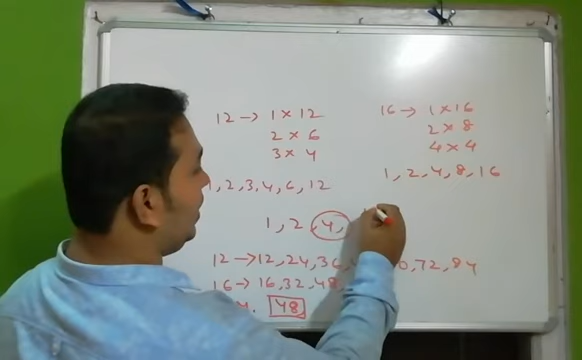 12 → 1 × 12
2 × 6
3 × 4
16 → 1 × 16
2 × 8
4 × 4
1, 2, 3, 4, 6, 12
1, 2, 4, 8, 16
1, 2, 4,
12 → 12, 24, 36, 0, 72, 84
16 → 16, 32, 48
48